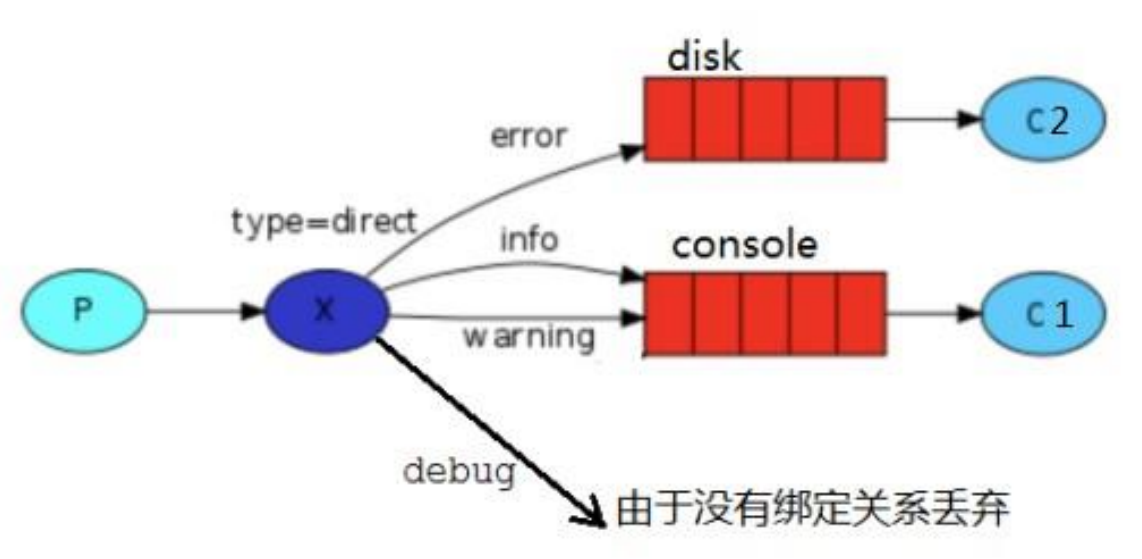 disk
C2
error
type=direct
info
console
P
X
C1
warning
debug
由于没有绑定关系丢弃